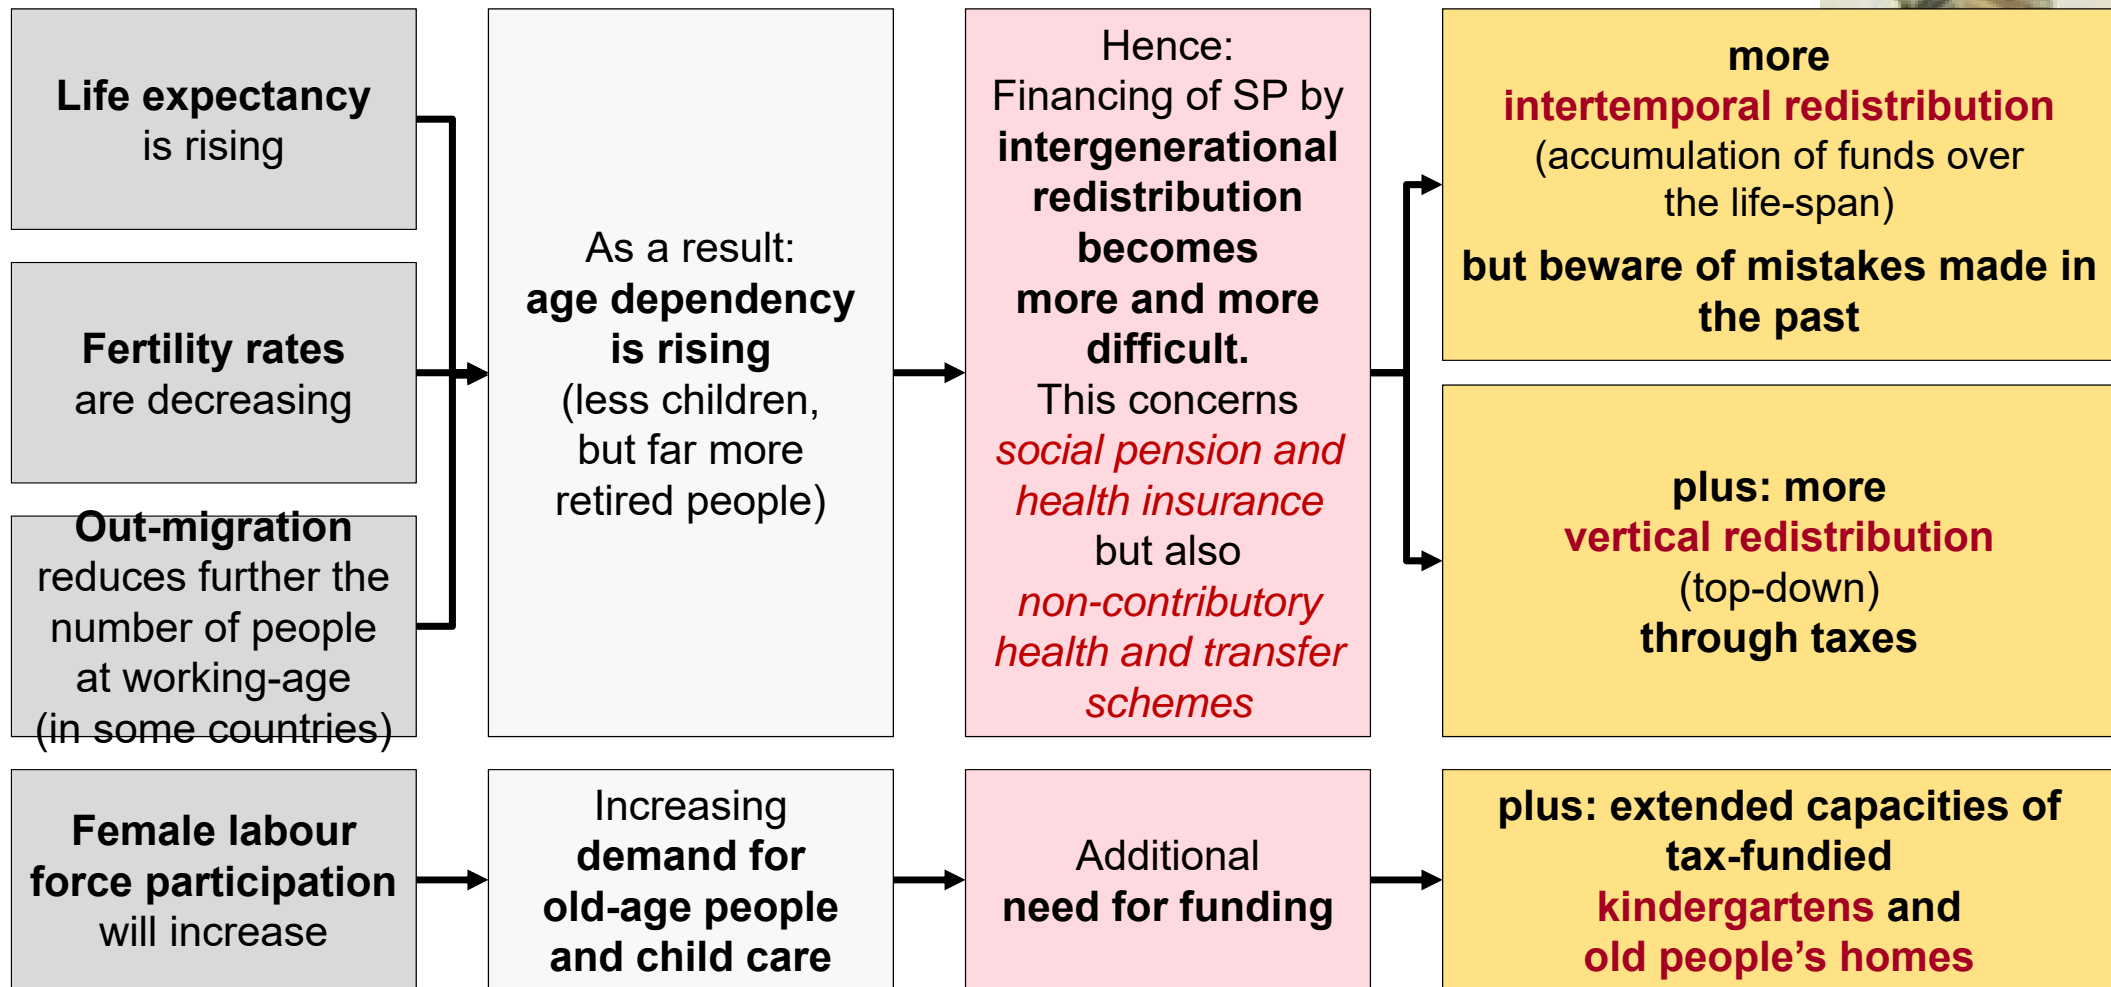 Life expectancy
is rising
Fertility rates
are decreasing
Out-migration
reduces further the
number of people
at working-age
(in some countries)
As a result:
age dependency
is rising
(less children,
but far more
retired people)
Hence:
Financing of SP by
intergenerational
redistribution
becomes
more and more
difficult.
This concerns
social pension and
health insurance
but also
non-contributory
health and transfer
schemes
more
intertemporal redistribution
(accumulation of funds over
the life-span)
but beware of mistakes made in
the past
plus: more
vertical redistribution
(top-down)
through taxes
Female labour
force participation
will increase
Increasing
demand for
old-age people
and child care
Additional
need for funding
plus: extended capacities of
tax-fundied
kindergartens and
old people’s homes